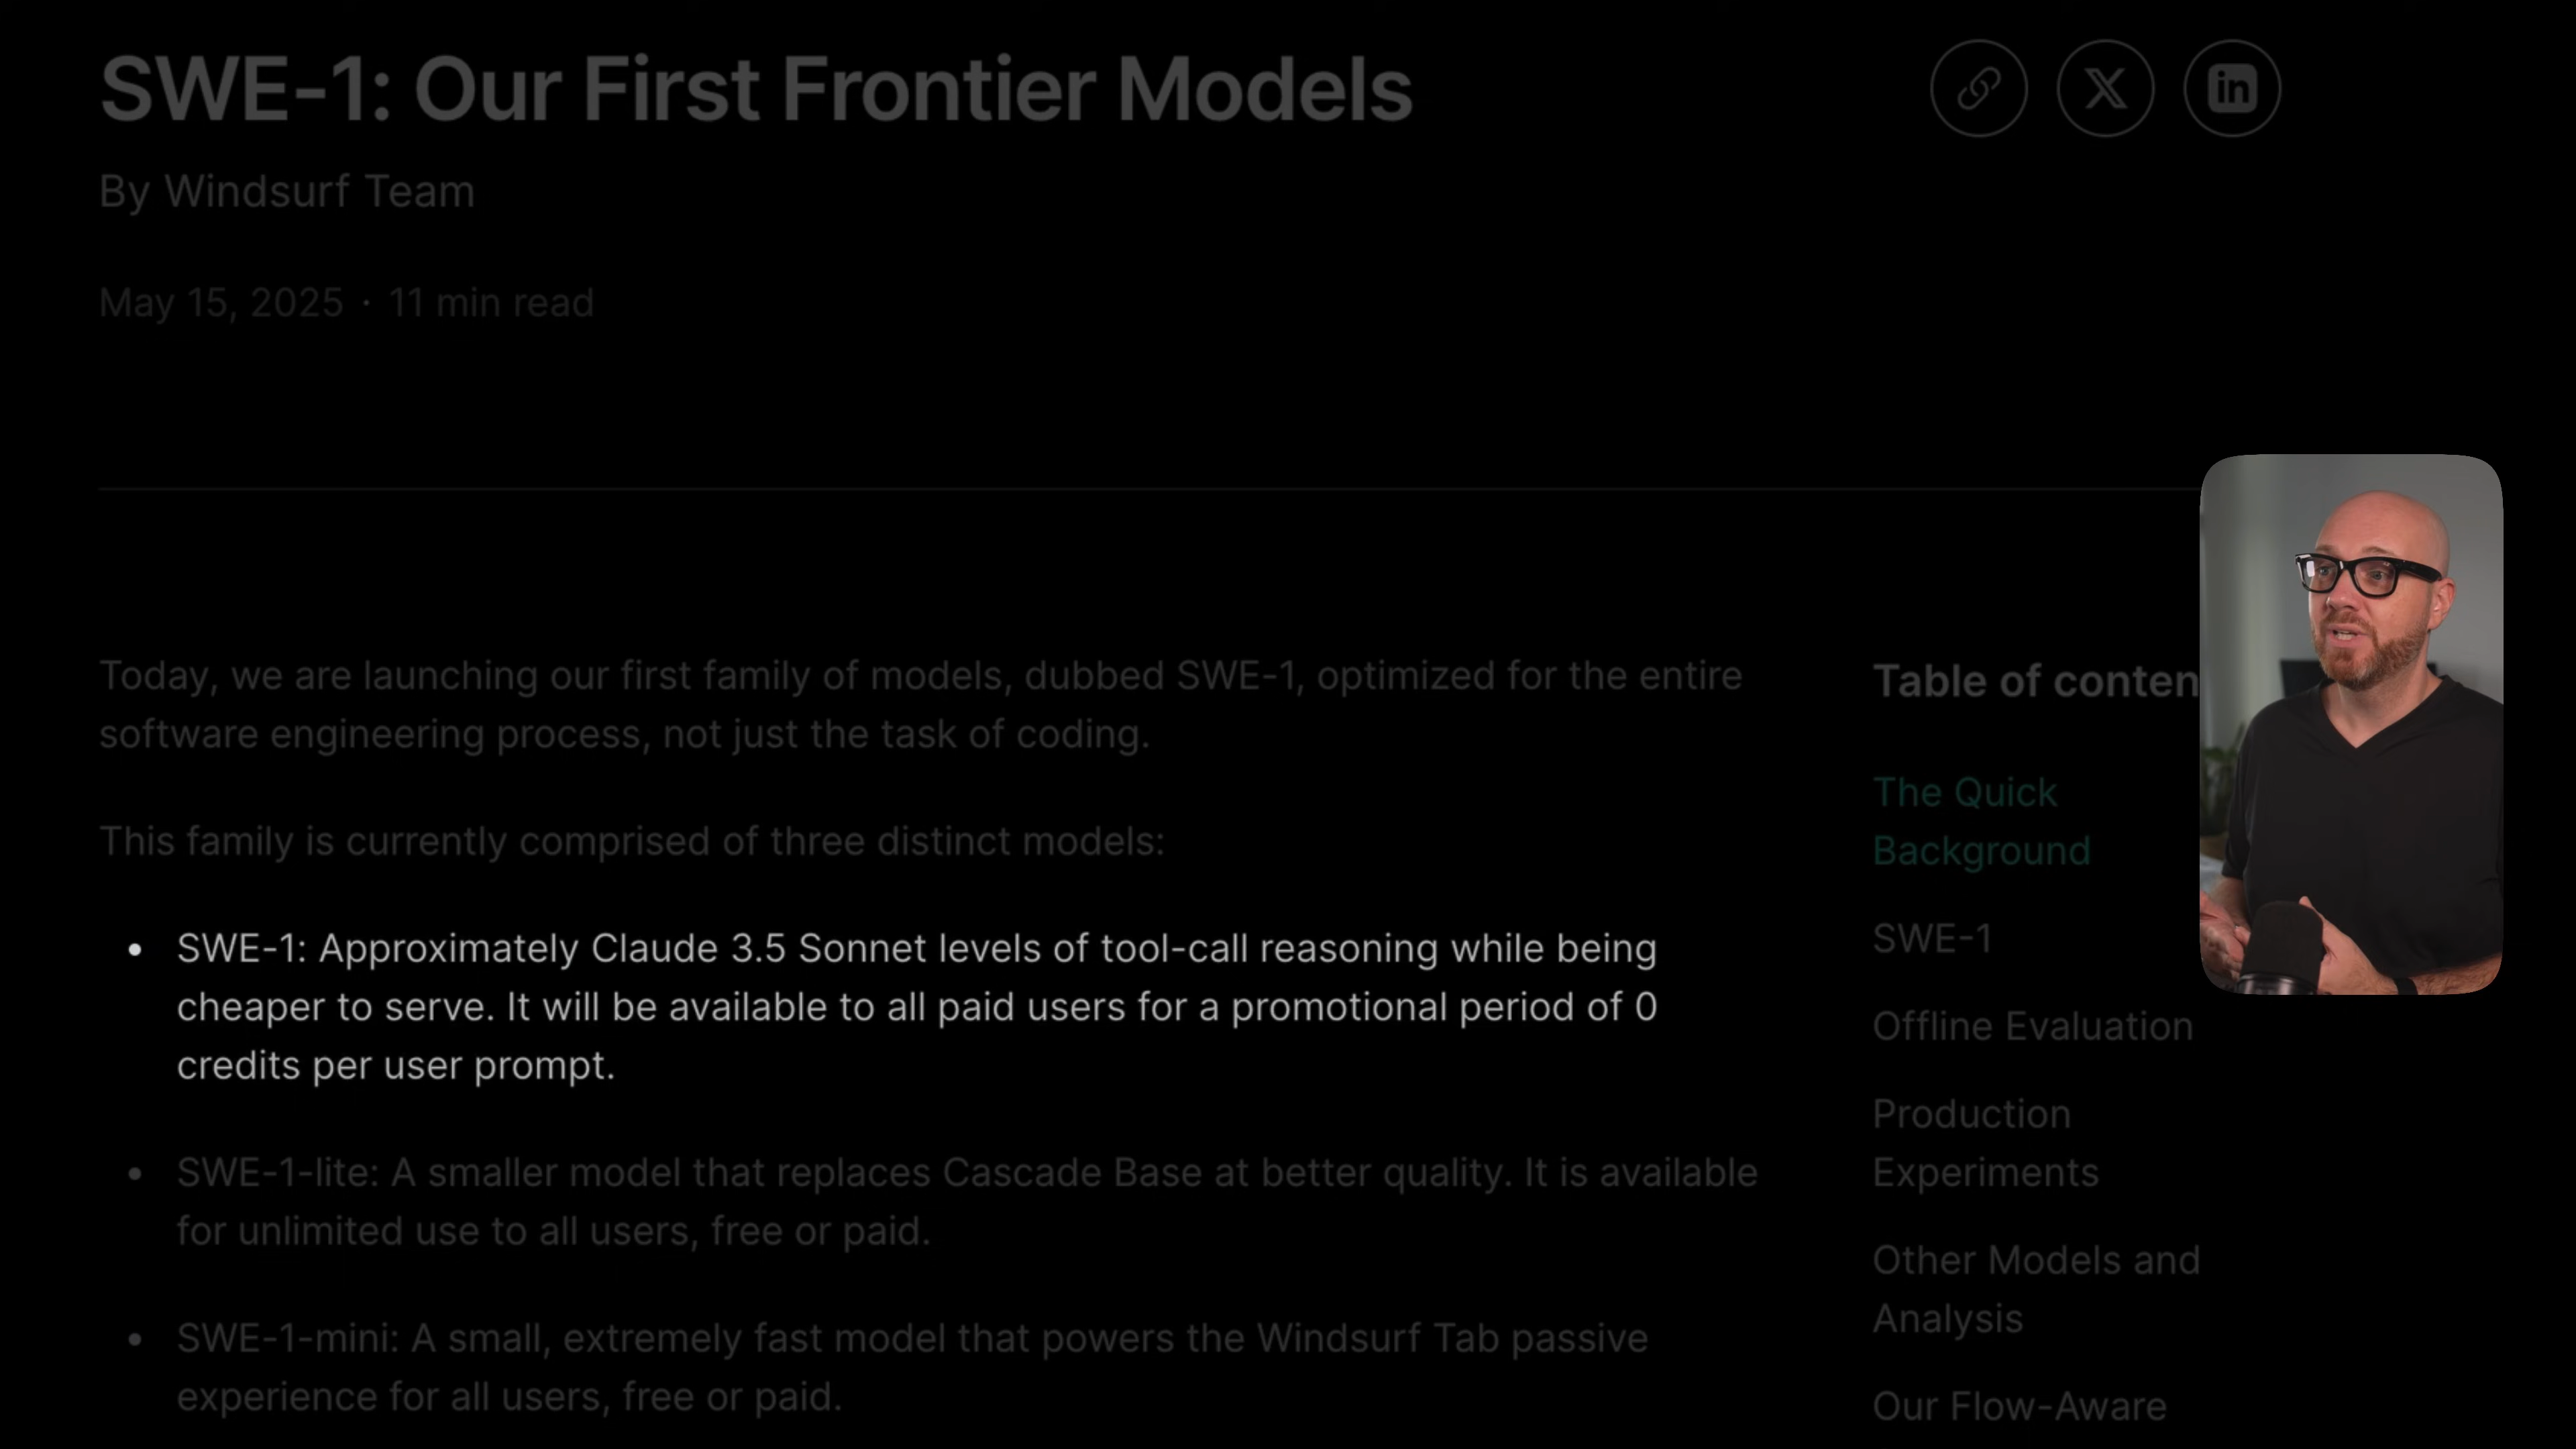 SWE-1: Our First Frontier Models
By Windsurf Team
May 15, 2025 · 11 min read
Today, we are launching our first family of models, dubbed SWE-1, optimized for the entire
software engineering process, not just the task of coding.
This family is currently comprised of three distinct models:
• SWE-1: Approximately Claude 3.5 Sonnet levels of tool-call reasoning while being
cheaper to serve. It will be available to all paid users for a promotional period of 0
credits per user prompt.
• SWE-1-lite: A smaller model that replaces Cascade Base at better quality. It is available
for unlimited use to all users, free or paid.
• SWE-1-mini: A small, extremely fast model that powers the Windsurf Tab passive
experience for all users, free or paid.
Table of conten
The Quick
Background
SWE-1
Offline Evaluation
Production
Experiments
Other Models and
Analysis
Our Flow-Aware